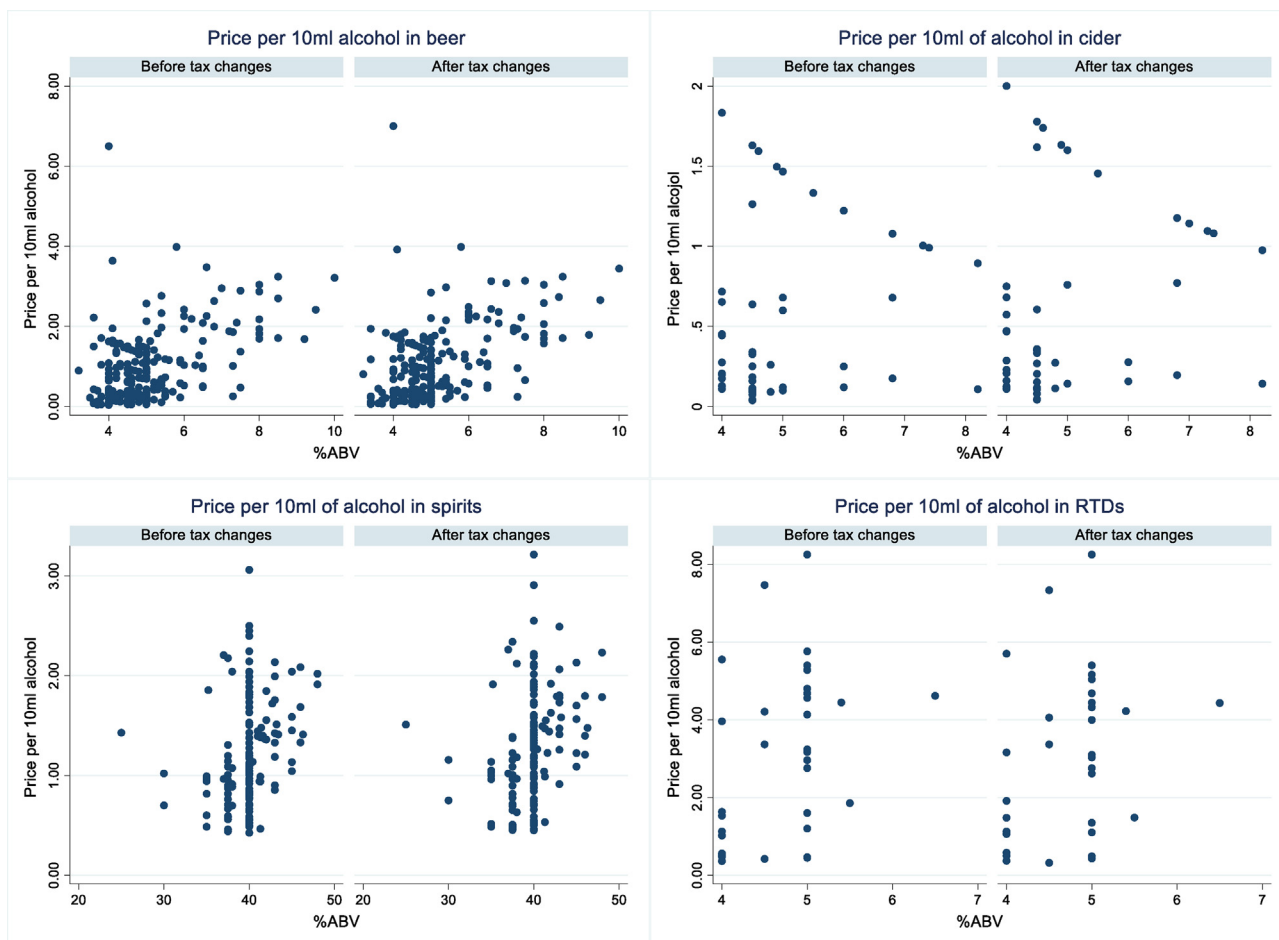 Price per 10ml alcohol in beer
Before tax changes
After tax changes
Price per 10ml alcohol
8.00
6.00
4.00
2.00
0.00
4 6 8 10
4 6 8 10
%ABV
Price per 10ml of alcohol in cider
Before tax changes
After tax changes
Price per 10ml alcojol
2
1.5
1
.5
0
4 5 6 7 8
4 5 6 7 8
%ABV
Price per 10ml of alcohol in spirits
Before tax changes
After tax changes
Price per 10ml alcohol
3.00
2.00
1.00
0.00
20 30 40 50
20 30 40 50
%ABV
Price per 10ml of alcohol in RTDs
Before tax changes
After tax changes
Price per 10ml alcohol
8.00
6.00
4.00
2.00
0.00
4 5 6 7
4 5 6 7
%ABV